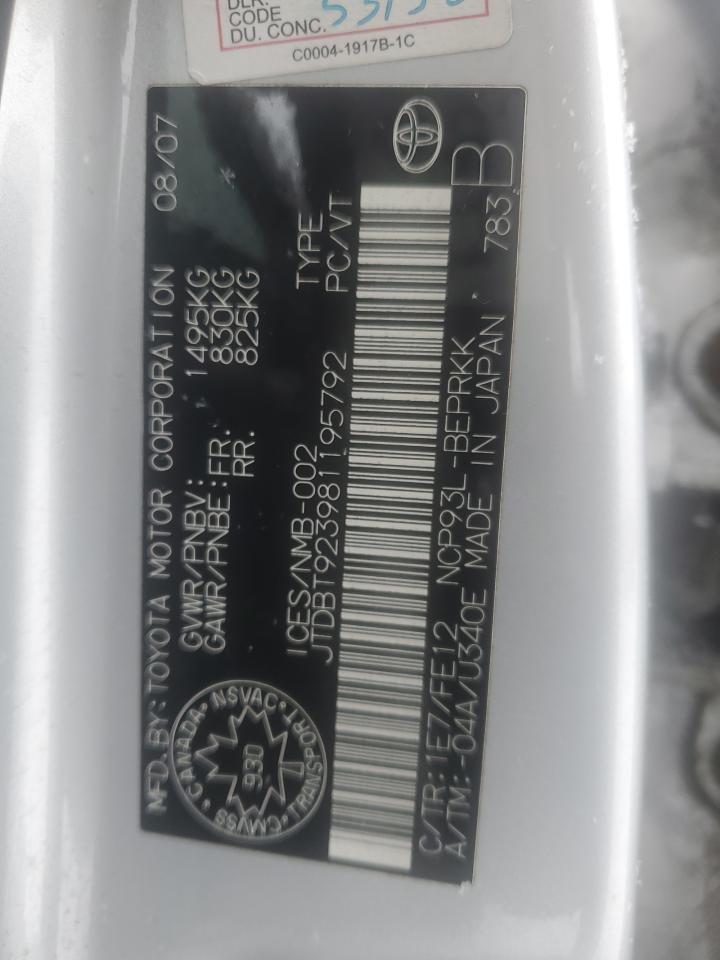 DLR.
CODE
DU. CONC.
C0004-1917B-1C
MFD. BY: TOYOTA MOTOR CORPORATION 08/07
GVWR/PNBV: 1495KG
GAWR/PNBE: FR. 830KG
RR. 825KG
ICES/NMB-002 TYPE
JTDBT923981195792 PC/VT
CANADA
NSVAC
TRANSPORT
CMVSS
930
C/TR: 1E7/FE12 NCP93L-BEPRKK
A/TM: -04A/U340E MADE IN JAPAN 783 B